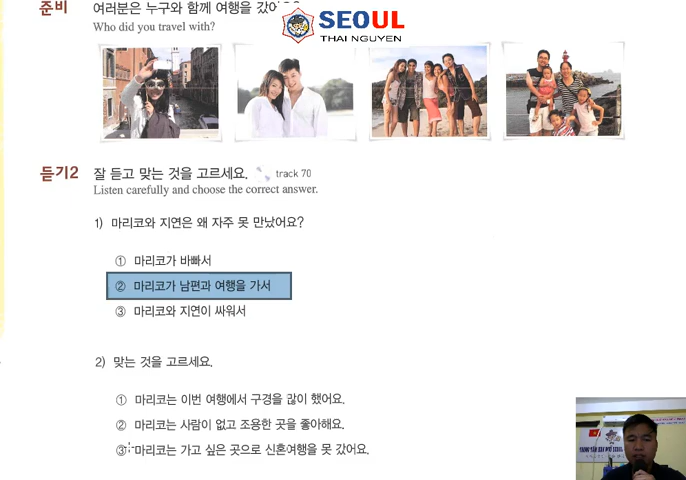 준비 여러분은 누구와 함께 여행을 갔어요?
Who did you travel with?
SEOUL
THAI NGUYEN
듣기2 잘 듣고 맞는 것을 고르세요. track 70
Listen carefully and choose the correct answer.
1) 마리코와 지연은 왜 자주 못 만났어요?
① 마리코가 바빠서
② 마리코가 남편과 여행을 가서
③ 마리코와 지연이 싸워서
2) 맞는 것을 고르세요.
① 마리코는 이번 여행에서 구경을 많이 했어요.
② 마리코는 사람이 없고 조용한 곳을 좋아해요.
③ 마리코는 가고 싶은 곳으로 신혼여행을 못 갔어요.